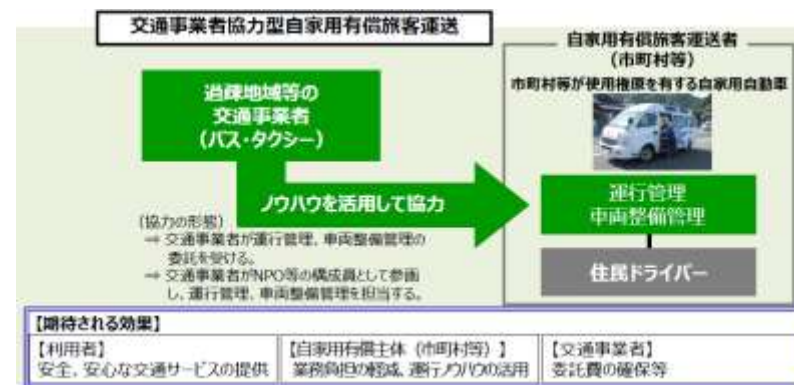 交通事業者協力型自家用有償旅客運送
自家用有償旅客運送者
（市町村等）
市町村等が使用権原を有する自家用自動車
過疎地域等の
交通事業者
（バス・タクシー）
ノウハウを活用して協力
運行管理
車両整備管理
住民ドライバー
（協力の形態）
⇒ 交通事業者が運行管理、車両整備管理の
委託を受ける。
⇒ 交通事業者がNPO等の構成員として参画
し、運行管理、車両整備管理を担当する。
【期待される効果】
【利用者】
安全、安心な交通サービスの提供
【自家用有償主体（市町村等）】
業務負担の軽減、運行ノウハウの活用
【交通事業者】
委託費の確保等